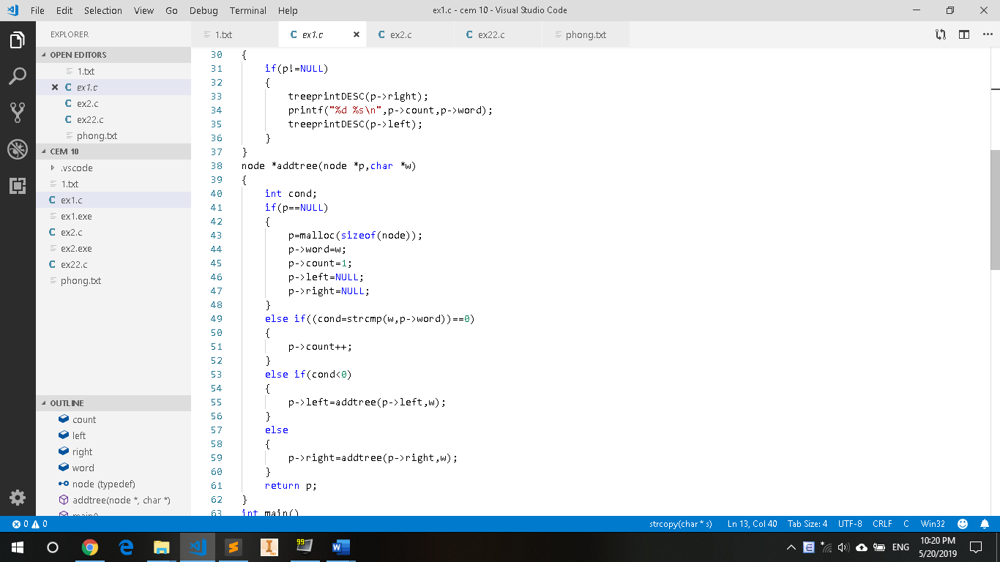 File Edit Selection View Go Debug Terminal Help
ex1.c - cem 10 - Visual Studio Code
EXPLORER
1.txt
ex1.c
ex2.c
ex22.c
phong.txt
OPEN EDITORS
1.txt
ex1.c
ex2.c
ex22.c
phong.txt
CEM 10
.vscode
1.txt
ex1.c
ex1.exe
ex2.c
ex2.exe
ex22.c
phong.txt
OUTLINE
count
left
right
word
node (typedef)
addtree(node *, char *)
main()
30 {
31 if(p!=NULL)
32 {
33 treeprintDESC(p->right);
34 printf("%d %s\n",p->count,p->word);
35 treeprintDESC(p->left);
36 }
37 }
38 node *addtree(node *p,char *w)
39 {
40 int cond;
41 if(p==NULL)
42 {
43 p=malloc(sizeof(node));
44 p->word=w;
45 p->count=1;
46 p->left=NULL;
47 p->right=NULL;
48 }
49 else if((cond=strcmp(w,p->word))==0)
50 {
51 p->count++;
52 }
53 else if(cond<0)
54 {
55 p->left=addtree(p->left,w);
56 }
57 else
58 {
59 p->right=addtree(p->right,w);
60 }
61 return p;
62 }
63 int main()
0 0
strcopy(char * s) Ln 13, Col 40 Tab Size: 4 UTF-8 CRLF C Win32
99
ENG
10:20 PM
5/20/2019